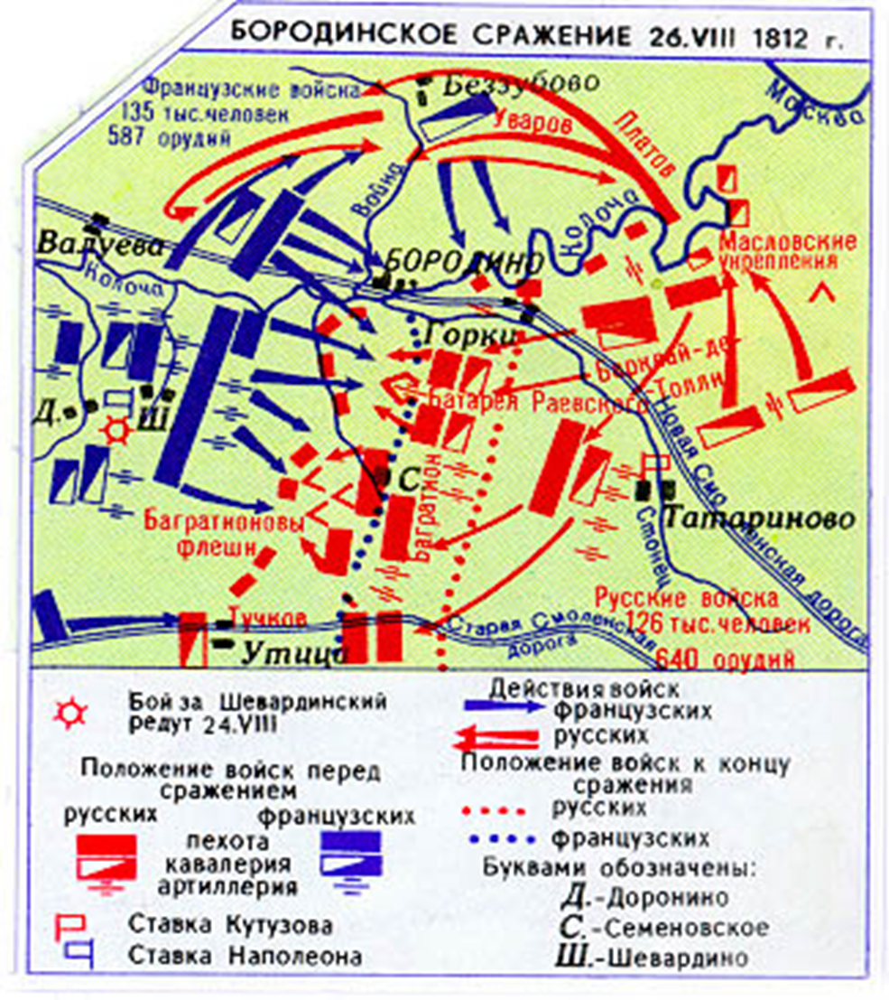 БОРОДИНСКОЕ СРАЖЕНИЕ 26.VIII 1812 г.
Французские войска
135 тыс.человек
587 орудий
Беззубово
Москва
Уваров
Платов
Война
Колоча
Валуева
Колоча
БОРОДИНО
Масловские
укрепления
Горки
Барклай-де-
-Толли
Батарея Раевского
Д.
Ш
С
Багратион
Новая Смоленская дорога
Татариново
Стонец
Багратионовы
флеши
Русские войска
126 тыс.человек
640 орудий
Тучков
Утица
Старая Смоленская
дорога
Бой за Шевардинский
редут 24.VIII
Действия войск
французских
русских
Положение войск перед
сражением
русских французских
пехота
кавалерия
артиллерия
Ставка Кутузова
Ставка Наполеона
Положение войск к концу
сражения
русских
французских
Буквами обозначены:
Д.-Доронино
С.-Семеновское
Ш.-Шевардино